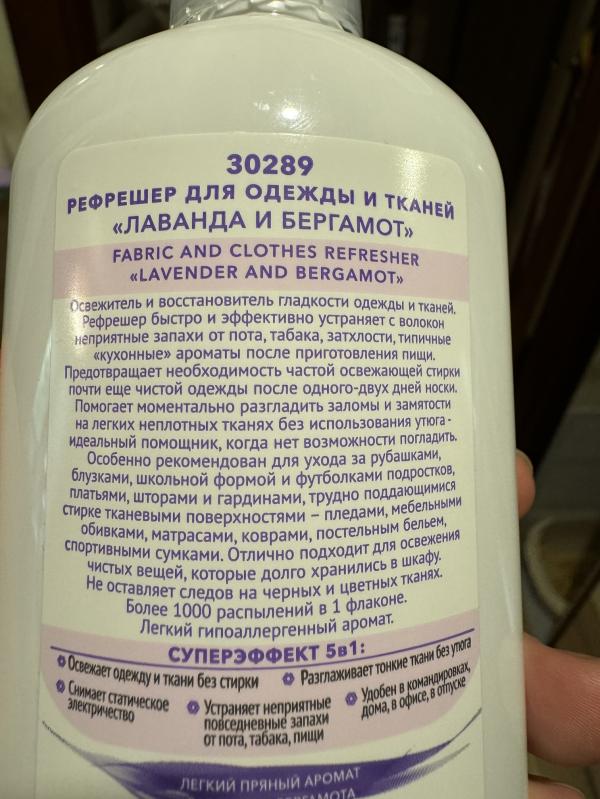 30289
РЕФРЕШЕР ДЛЯ ОДЕЖДЫ И ТКАНЕЙ
«ЛАВАНДА И БЕРГАМОТ»
FABRIC AND CLOTHES REFRESHER
«LAVENDER AND BERGAMOT»
Освежитель и восстановитель гладкости одежды и тканей.
Рефрешер быстро и эффективно устраняет с волокон
неприятные запахи от пота, табака, затхлости, типичные
«кухонные» ароматы после приготовления пищи.
Предотвращает необходимость частой освежающей стирки
почти еще чистой одежды после одного-двух дней носки.
Помогает моментально разгладить заломы и замятости
на легких неплотных тканях без использования утюга -
идеальный помощник, когда нет возможности погладить.
Особенно рекомендован для ухода за рубашками,
блузками, школьной формой и футболками подростков,
платьями, шторами и гардинами, трудно поддающимися
стирке тканевыми поверхностями – пледами, мебельными
обивками, матрасами, коврами, постельным бельем,
спортивными сумками. Отлично подходит для освежения
чистых вещей, которые долго хранились в шкафу.
Не оставляет следов на черных и цветных тканях.
Более 1000 распылений в 1 флаконе.
Легкий гипоаллергенный аромат.
СУПЕРЭФФЕКТ 5в1:
Освежает одежду и ткани без стирки
Разглаживает тонкие ткани без утюга
Снимает статическое
электричество
Устраняет неприятные
повседневные запахи
от пота, табака, пищи
Удобен в командировках,
дома, в офисе, в отпуске
ЛЕГКИЙ ПРЯНЫЙ АРОМАТ
БЕРГАМОТА